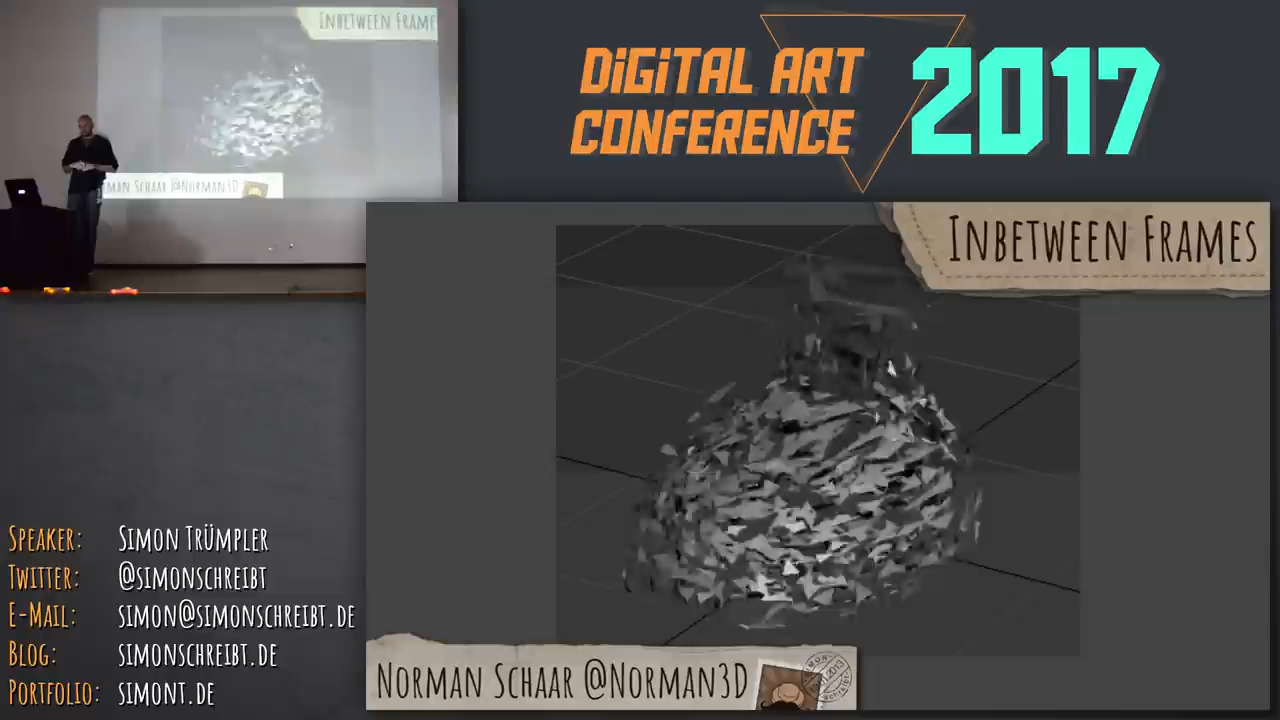 Inbetween Frame
man Schaar @Norman3D
DiGiTAL ART
CONFERENCE
2017
Inbetween Frames
Norman Schaar @Norman3D
Speaker: Simon Trümpler
Twitter: @simonschreibt
E-Mail: simon@simonschreibt.de
Blog: simonschreibt.de
Portfolio: simont.de